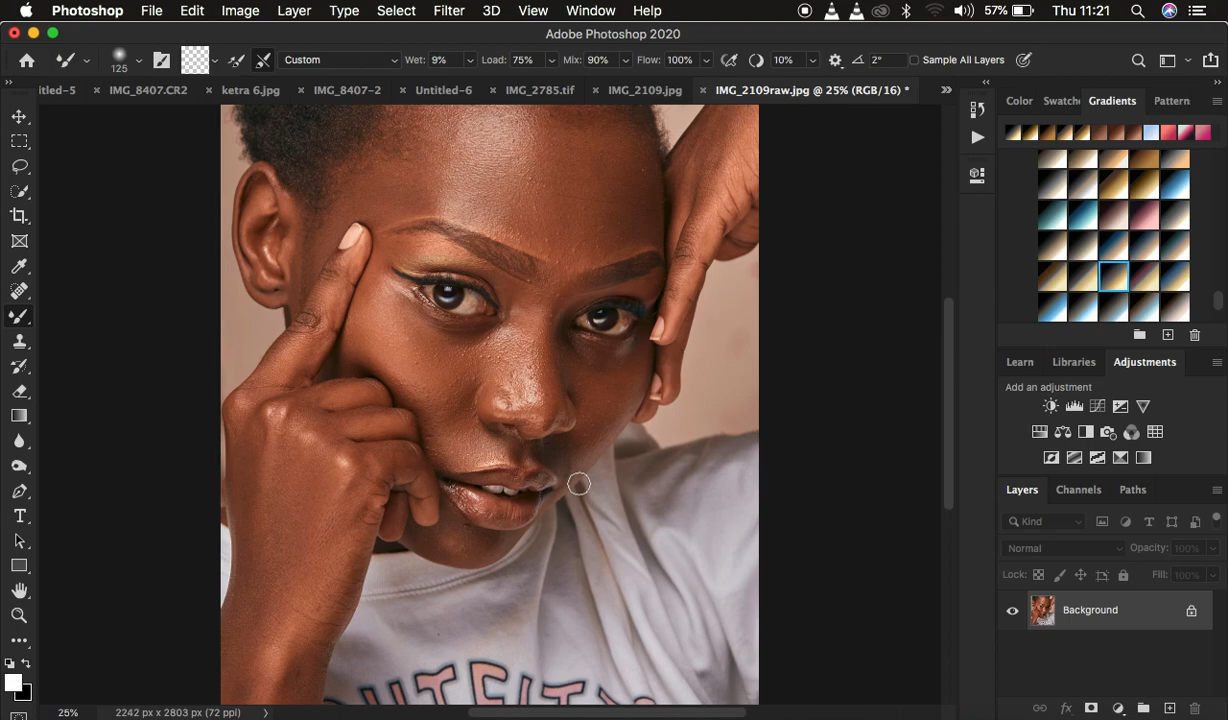 Photoshop File Edit Image Layer Type Select Filter 3D View Window Help 57% Thu 11:21
Adobe Photoshop 2020
125 Custom Wet: 9% Load: 75% Mix: 90% Flow: 100% 10% 2° Sample All Layers
itled-5 × IMG_8407.CR2 × ketra 6.jpg × IMG_8407-2 × Untitled-6 × IMG_2785.tif × IMG_2109.jpg × IMG_2109raw.jpg @ 25% (RGB/16) *
Color Swatche Gradients Pattern
Learn Libraries Adjustments
Add an adjustment
Layers Channels Paths
Kind
Normal Opacity: 100%
Lock: Fill: 100%
Background
25% 2242 px x 2803 px (72 ppi)